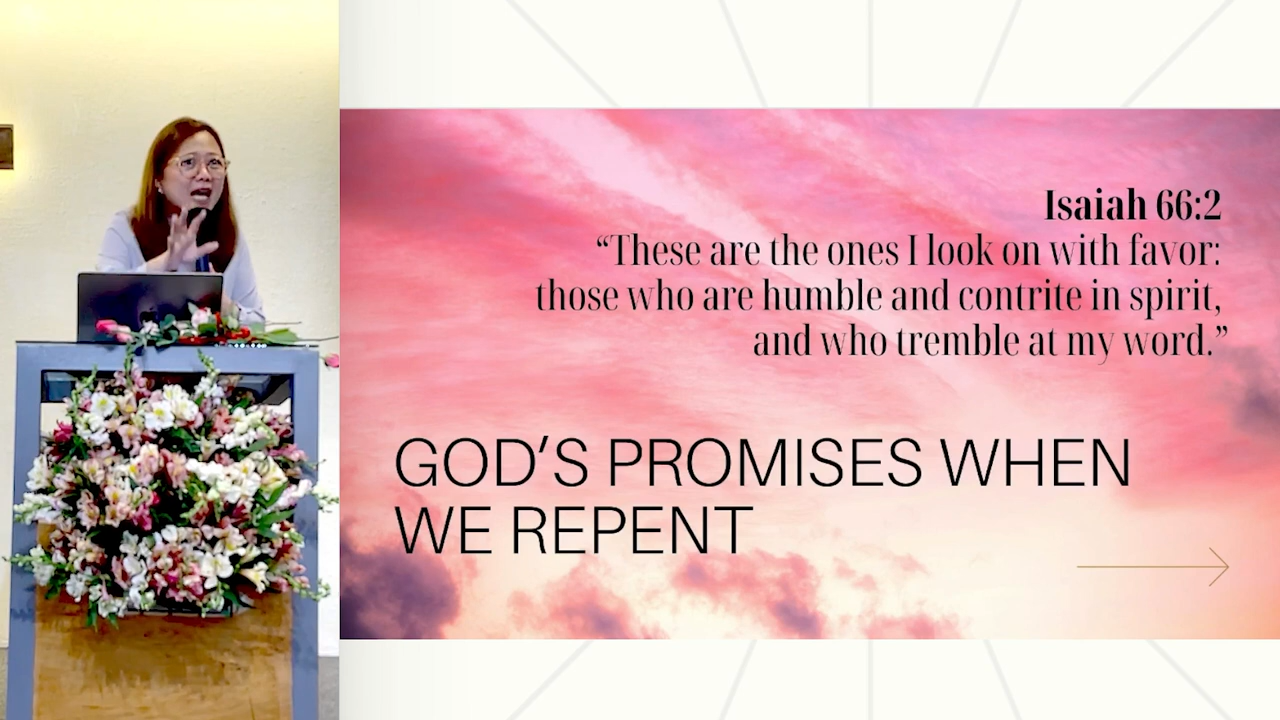 Isaiah 66:2
“These are the ones I look on with favor:
those who are humble and contrite in spirit,
and who tremble at my word.”
GOD’S PROMISES WHEN
WE REPENT